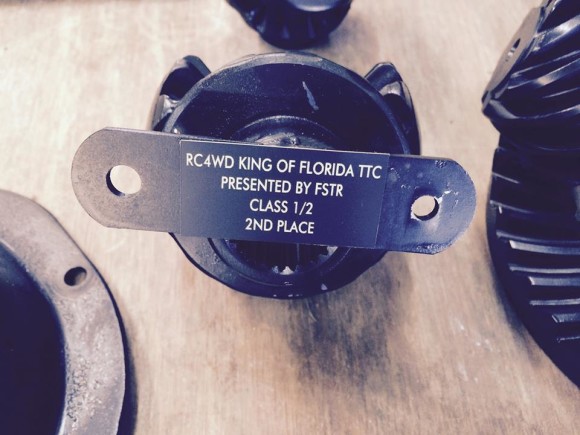 RC4WD KING OF FLORIDA TTC
PRESENTED BY FSTR
CLASS 1/2
2ND PLACE